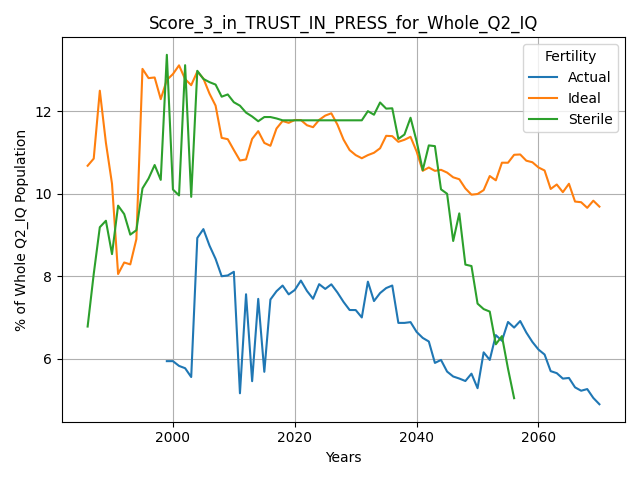 Score_3_in_TRUST_IN_PRESS_for_Whole_Q2_IQ
Fertility
Actual
Ideal
Sterile
% of Whole Q2_IQ Population
12
10
8
6
2000
2020
2040
2060
Years